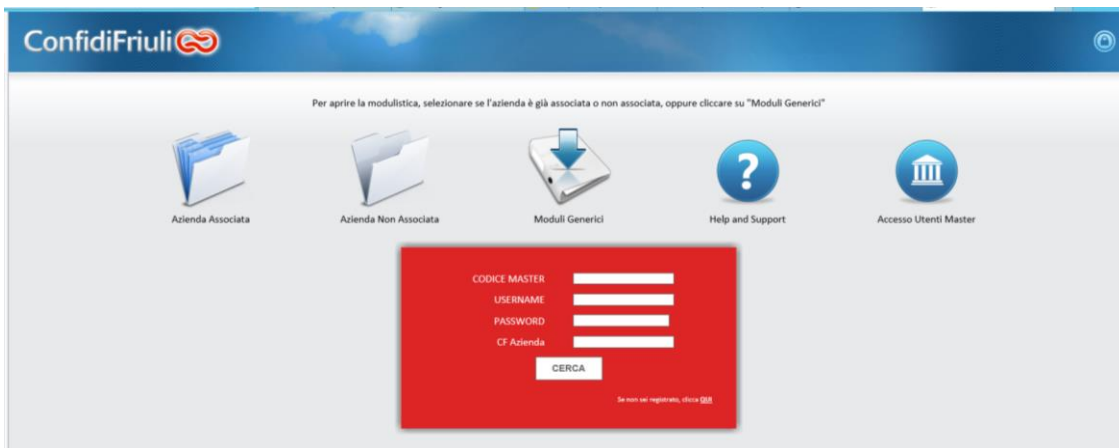 ConfidiFriuli
Per aprire la modulistica, selezionare se l'azienda è già associata o non associata, oppure cliccare su "Moduli Generici"
Azienda Associata
Azienda Non Associata
Moduli Generici
Help and Support
Accesso Utenti Master
CODICE MASTER
USERNAME
PASSWORD
CF Azienda
CERCA
Se non sei registrato, clicca QUI